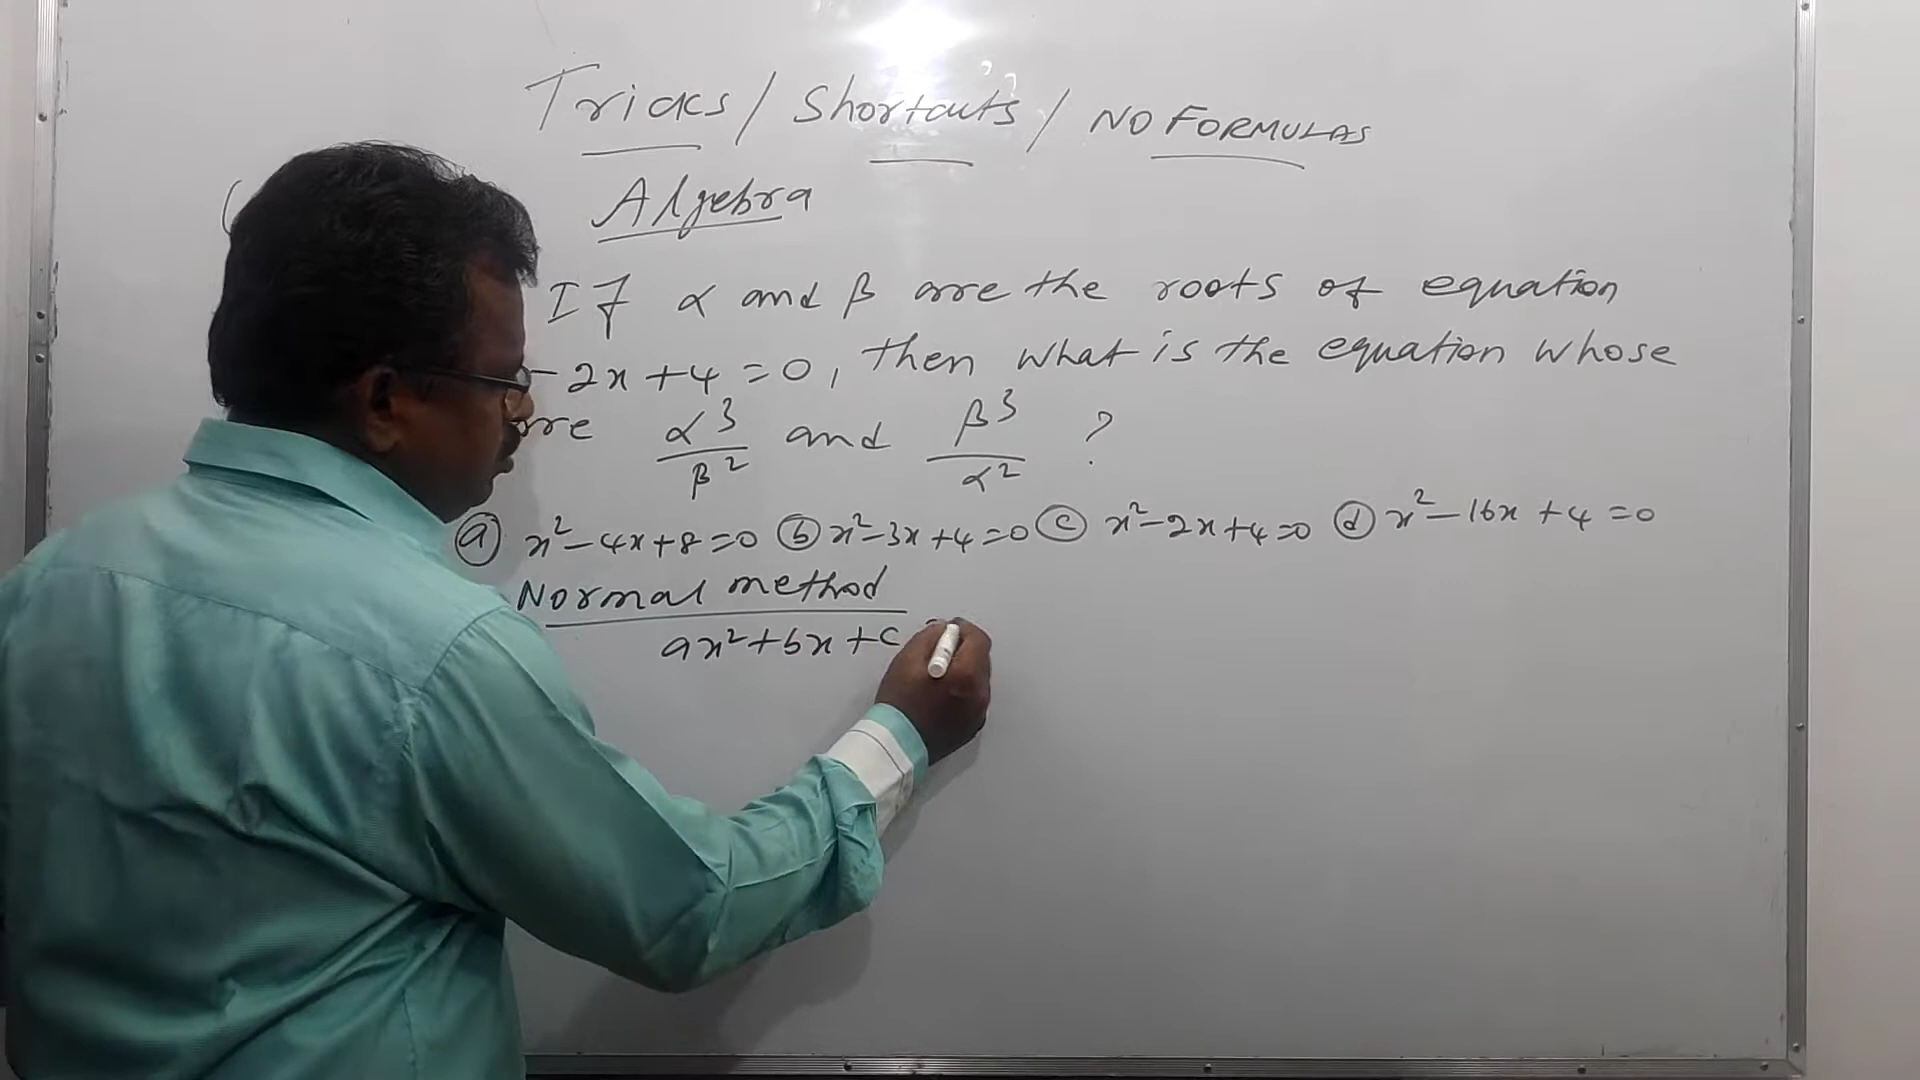 Tricks / Shortcuts / NO FORMULAS
Algebra
If α and β are the roots of equation
- 2x + 4 = 0, then what is the equation whose
are α³/β² and β³/α² ?
(a) x² - 4x + 8 = 0 (b) x² - 3x + 4 = 0 (c) x² - 2x + 4 = 0 (d) x² - 16x + 4 = 0
Normal method
ax² + bx + c